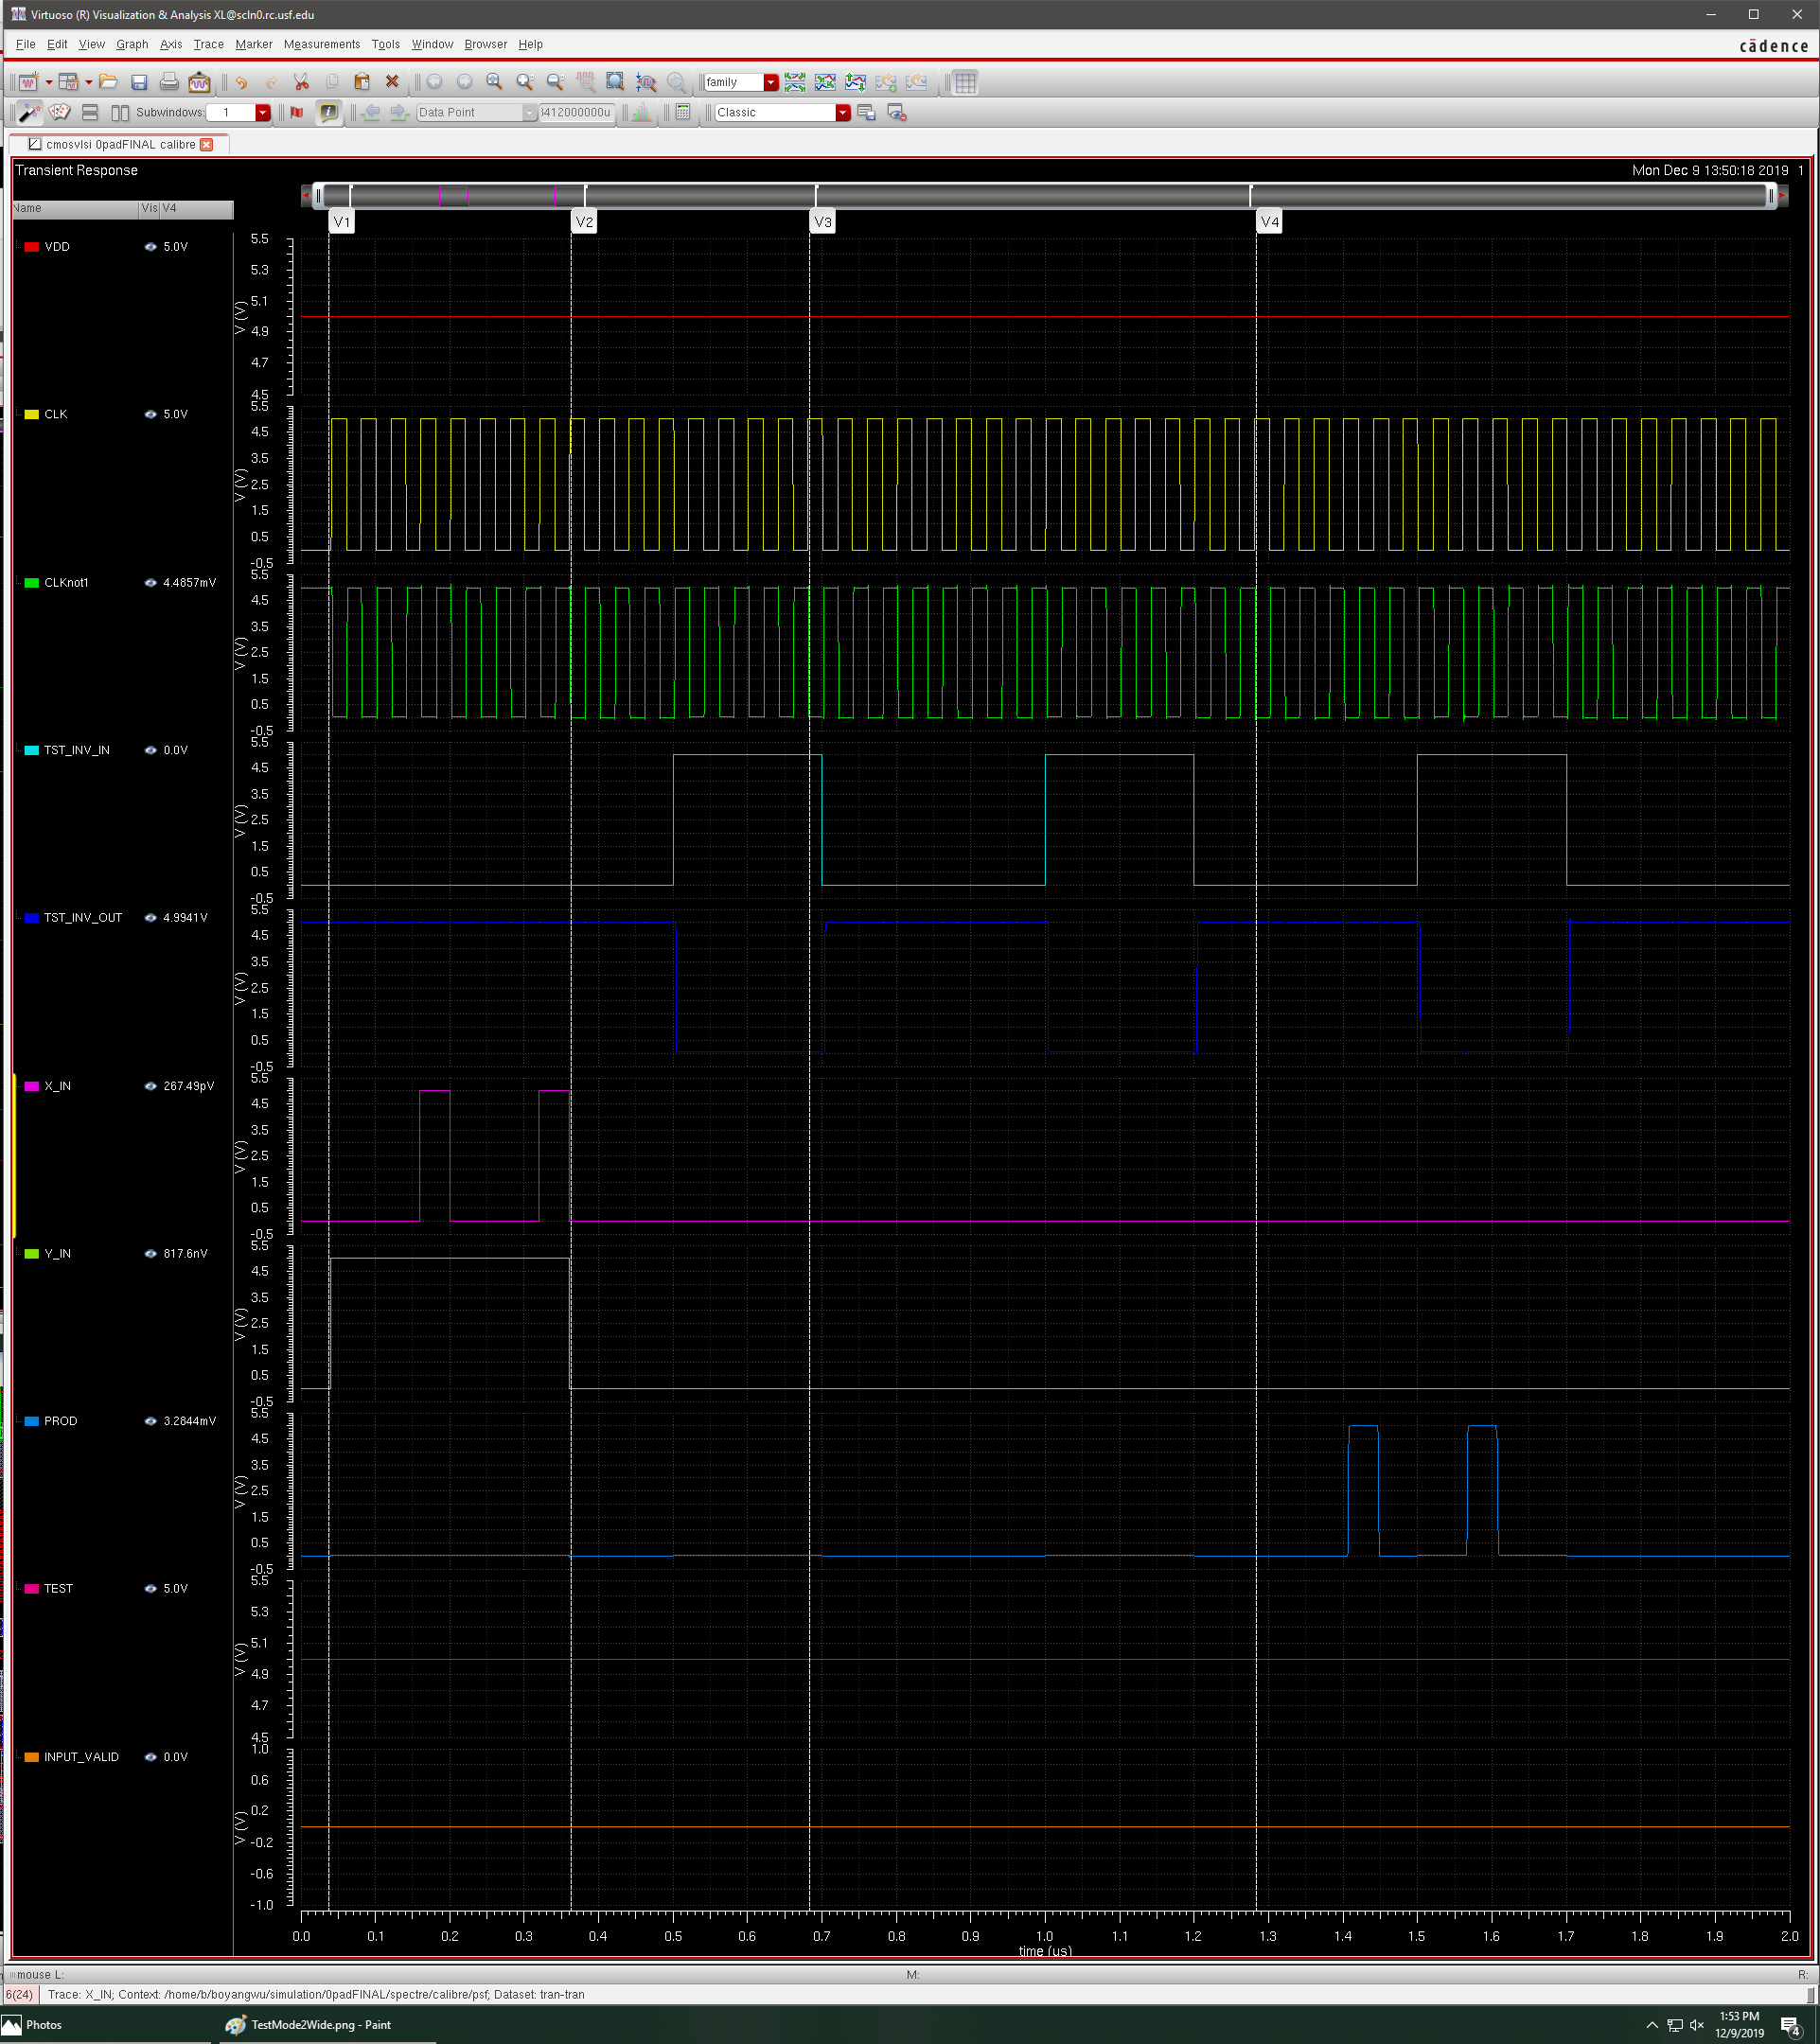 Virtuoso (R) Visualization & Analysis XL@scln0.rc.usf.edu
File Edit View Graph Axis Trace Marker Measurements Tools Window Browser Help
cādence
family
Subwindows: 1 Data Point 412000000u Classic
cmosvlsi 0padFINAL calibre
Transient Response Mon Dec 9 13:50:18 2019 1
Name Vis V4
V1 V2 V3 V4
VDD 5.0V
5.5
5.3
5.1
4.9
4.7
4.5
V (V)
CLK 5.0V
5.5
4.5
3.5
2.5
1.5
0.5
-0.5
V (V)
CLKnot1 4.4857mV
5.5
4.5
3.5
2.5
1.5
0.5
-0.5
V (V)
TST_INV_IN 0.0V
5.5
4.5
3.5
2.5
1.5
0.5
-0.5
V (V)
TST_INV_OUT 4.9941V
5.5
4.5
3.5
2.5
1.5
0.5
-0.5
V (V)
X_IN 267.49pV
5.5
4.5
3.5
2.5
1.5
0.5
-0.5
V (V)
Y_IN 817.6nV
5.5
4.5
3.5
2.5
1.5
0.5
-0.5
V (V)
PROD 3.2844mV
5.5
4.5
3.5
2.5
1.5
0.5
-0.5
V (V)
TEST 5.0V
5.5
5.3
5.1
4.9
4.7
4.5
V (V)
INPUT_VALID 0.0V
1.0
0.6
0.2
-0.2
-0.6
-1.0
V (V)
0.0 0.1 0.2 0.3 0.4 0.5 0.6 0.7 0.8 0.9 1.0 1.1 1.2 1.3 1.4 1.5 1.6 1.7 1.8 1.9 2.0
time (us)
mouse L: M: R:
6(24) Trace: X_IN; Context: /home/b/boyangwu/simulation/0padFINAL/spectre/calibre/psf; Dataset: tran-tran
Photos TestMode2Wide.png - Paint 1:53 PM
12/9/2019 4